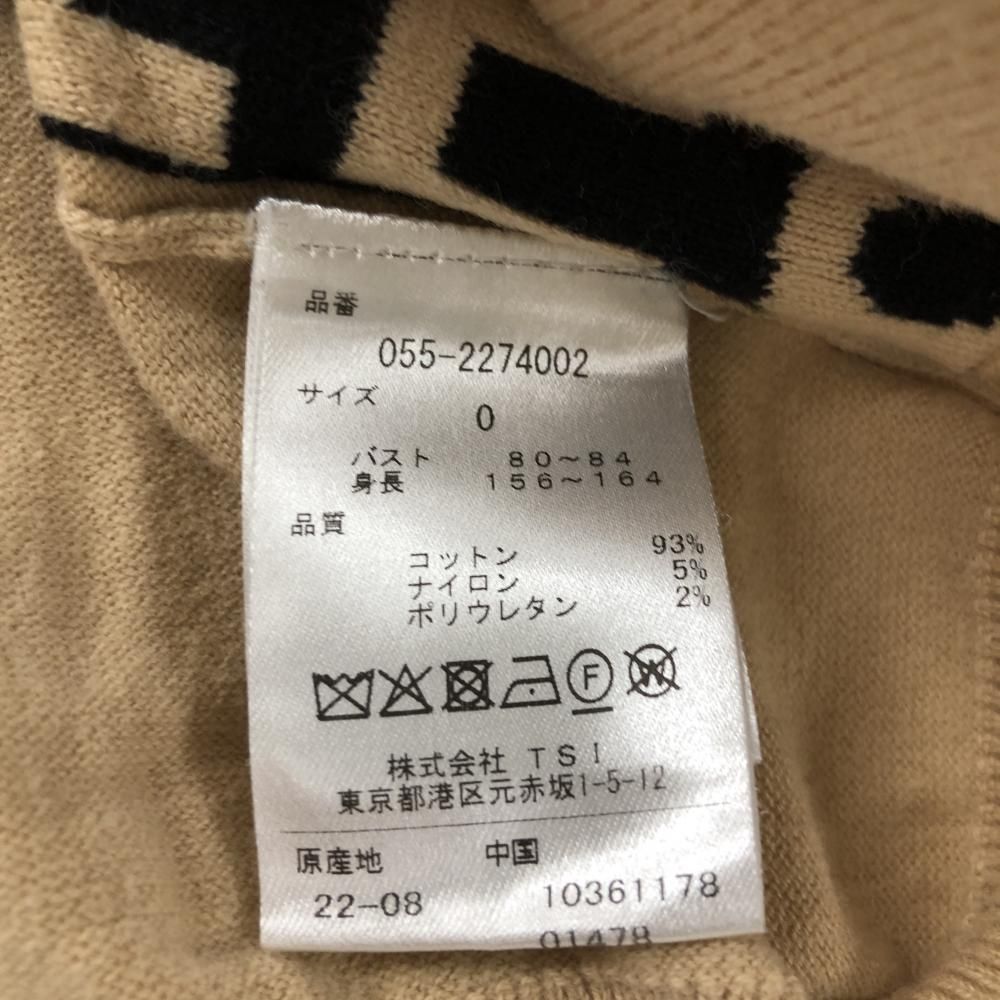 品番
055-2274002
サイズ
0
バスト 80～84
身長 156～164
品質
コットン 93%
ナイロン 5%
ポリウレタン 2%
F W
株式会社 TSI
東京都港区元赤坂1-5-12
原産地 中国
22-08 10361178
01478